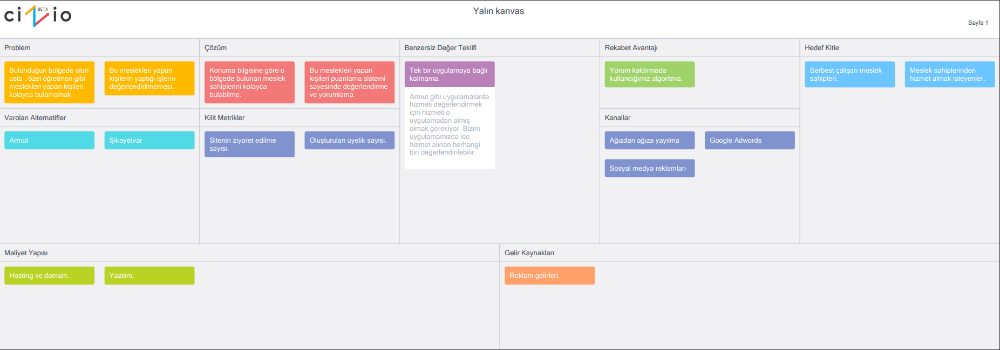 cizio
BETA
Yalın kanvas
Sayfa 1
Problem
Bulunduğun bölgede olan
usta , özel öğretmen gibi
meslekleri yapan kişileri
kolayca bulamamak.
Bu meslekleri yapan
kişilerin yaptığı işlerin
değerlendirilmemesi.
Varolan Alternatifler
Armut
Şikayetvar
Çözüm
Konuma bilgisine göre o
bölgede bulunan meslek
sahiplerini kolayca
bulabilme.
Bu meslekleri yapan
kişileri puanlama sistemi
sayesinde değerlendirme
ve yorumlama.
Kilit Metrikler
Sitenin ziyaret edilme
sayısı.
Oluşturulan üyelik sayısı.
Benzersiz Değer Teklifi
Tek bir uygulamaya bağlı
kalmama.
Armut gibi uygulamalarda
hizmeti değerlendirmek
için hizmeti o
uygulamadan almış
olmak gerekiyor. Bizim
uygulamamızda ise
hizmet alınan herhangi
biri değerlendirilebilir.
Rekabet Avantajı
Yorum kaldırmada
kullandığımız algoritma.
Kanallar
Ağızdan ağıza yayılma
Google Adwords
Sosyal medya reklamları
Hedef Kitle
Serbest çalışan meslek
sahipleri.
Meslek sahiplerinden
hizmet almak isteyenler.
Maliyet Yapısı
Hosting ve domain.
Yazılım.
Gelir Kaynakları
Reklam gelirleri.